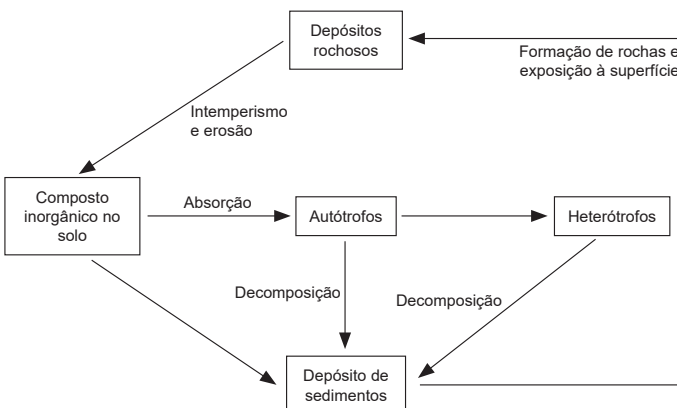 Depósitos
rochosos
Formação de rochas e
exposição à superfície
Intemperismo
e erosão
Composto
inorgânico no
solo
Absorção
Autótrofos
Heterótrofos
Decomposição
Decomposição
Depósito de
sedimentos